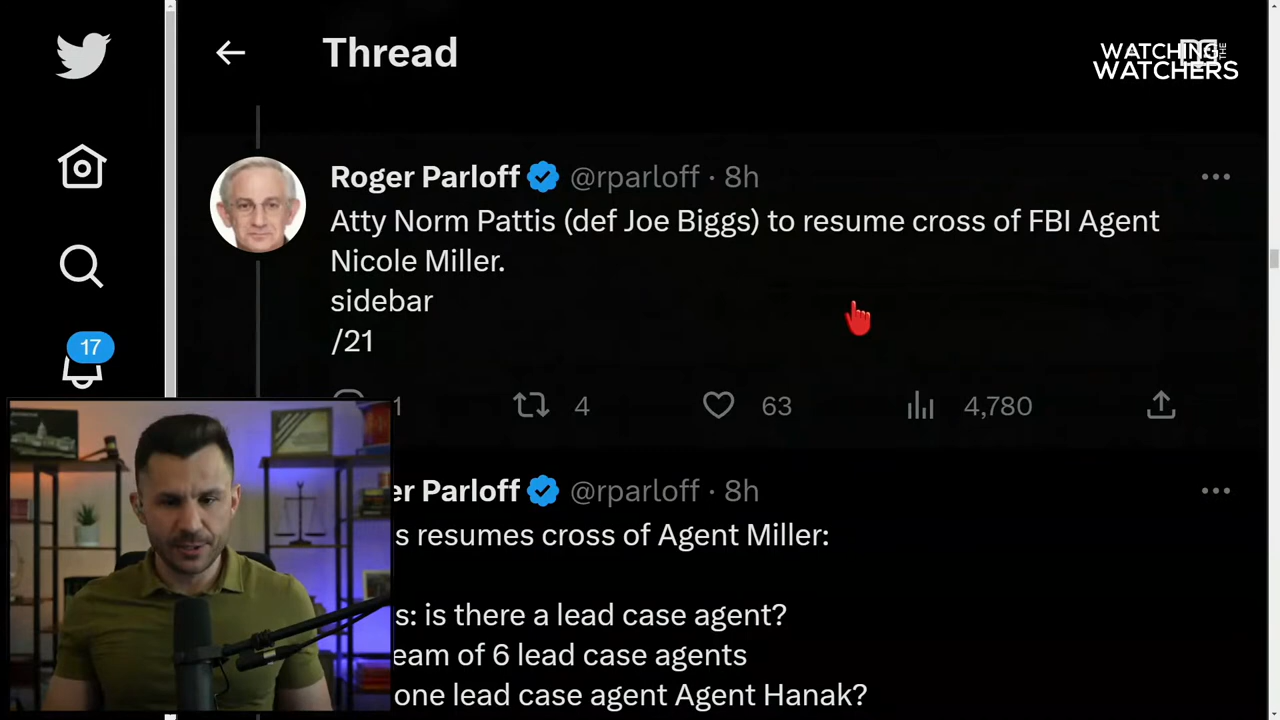 Thread
WATCHING THE
WATCHERS
Roger Parloff @rparloff · 8h
Atty Norm Pattis (def Joe Biggs) to resume cross of FBI Agent
Nicole Miller.
sidebar
/21
17
1 4 63 4,780
er Parloff @rparloff · 8h
s resumes cross of Agent Miller:
s: is there a lead case agent?
eam of 6 lead case agents
one lead case agent Agent Hanak?